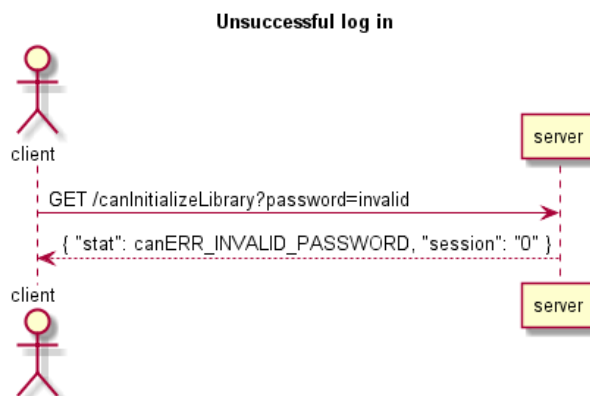 Unsuccessful log in
client
server
GET /canInitializeLibrary?password=invalid
{ "stat": canERR_INVALID_PASSWORD, "session": "0" }
client
server